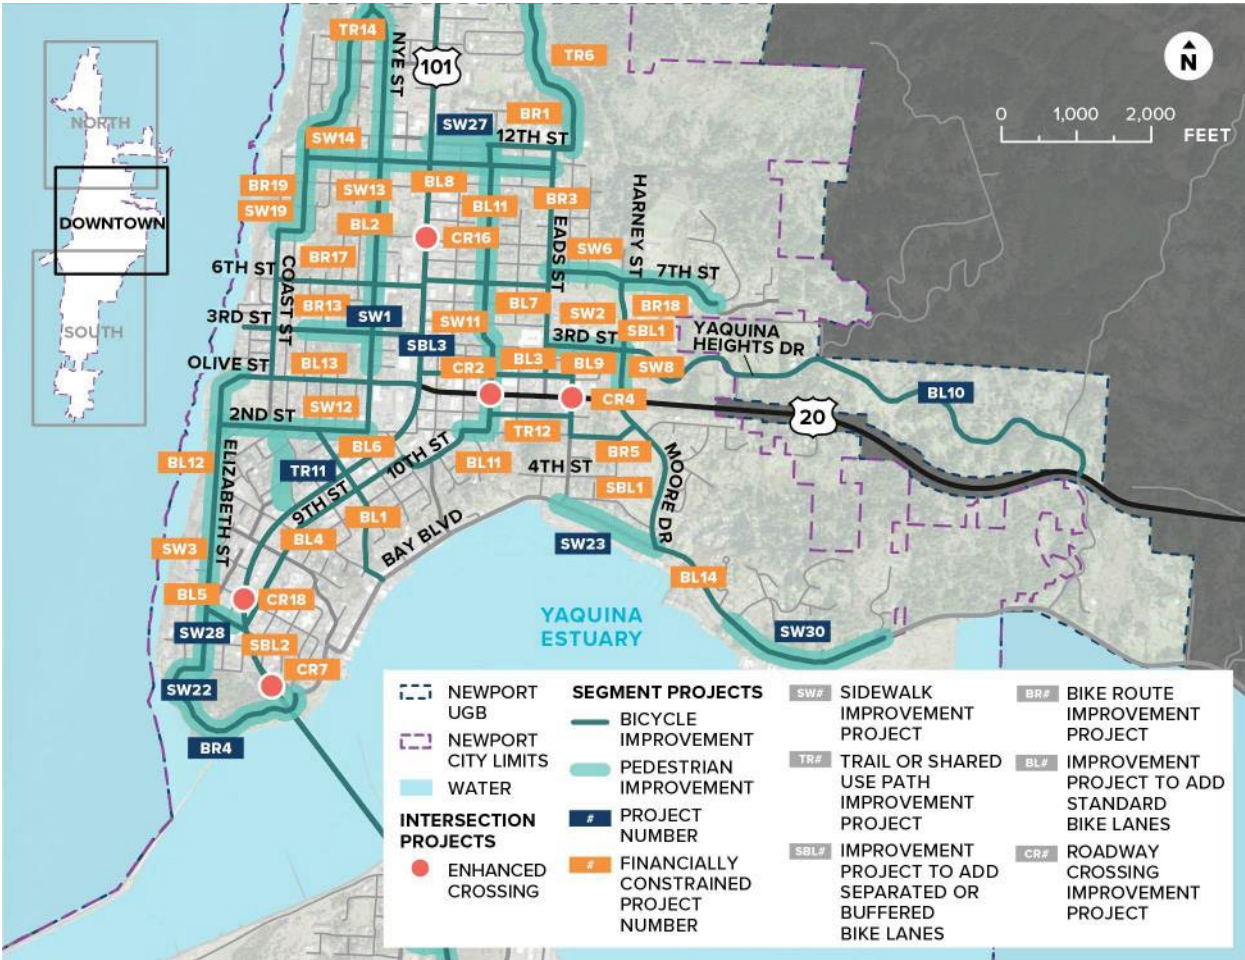 TR14
NYE ST
101
TR6
N
0 1,000 2,000
FEET
NORTH
DOWNTOWN
SOUTH
SW27
BR1
12TH ST
SW14
BR19
SW19
SW13
BL8
BL2
BL11
BR3
HARNEY ST
CR16
EADS ST
SW6
7TH ST
BR17
6TH ST
COAST ST
BR13
3RD ST
SW1
SW11
BL7
SW2
BR18
SBL1
SBL3
3RD ST
YAQUINA
HEIGHTS DR
OLIVE ST
BL13
CR2
BL3
BL9
SW8
BL10
SW12
CR4
20
2ND ST
TR12
BL6
10TH ST
BL12
ELIZABETH ST
TR11
BL11
4TH ST
BR5
MOORE DR
SBL1
9TH ST
BL1
BL4
BAY BLVD
SW3
SW23
BL5
CR18
BL14
SW28
SBL2
YAQUINA
ESTUARY
SW30
CR7
SW22
BR4
NEWPORT
UGB
NEWPORT
CITY LIMITS
WATER
INTERSECTION
PROJECTS
ENHANCED
CROSSING
SEGMENT PROJECTS
BICYCLE
IMPROVEMENT
PEDESTRIAN
IMPROVEMENT
# PROJECT
NUMBER
# FINANCIALLY
CONSTRAINED
PROJECT
NUMBER
SW# SIDEWALK
IMPROVEMENT
PROJECT
TR# TRAIL OR SHARED
USE PATH
IMPROVEMENT
PROJECT
SBL# IMPROVEMENT
PROJECT TO ADD
SEPARATED OR
BUFFERED
BIKE LANES
BR# BIKE ROUTE
IMPROVEMENT
PROJECT
BL# IMPROVEMENT
PROJECT TO ADD
STANDARD
BIKE LANES
CR# ROADWAY
CROSSING
IMPROVEMENT
PROJECT